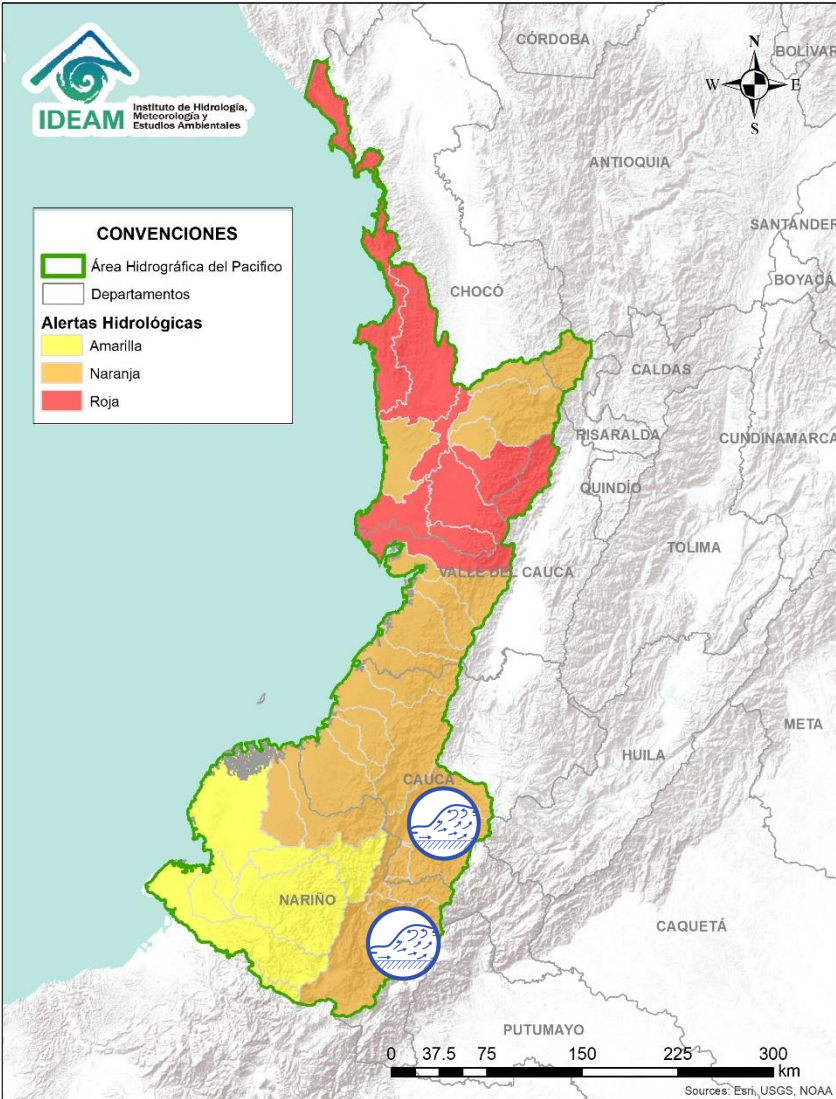 CÓRDOBA
BOLÍVAR
N
W
E
S
IDEAM
Instituto de Hidrología,
Meteorología y
Estudios Ambientales
ANTIOQUIA
SANTANDER
CONVENCIONES
Área Hidrográfica del Pacifico
Departamentos
Alertas Hidrológicas
Amarilla
Naranja
Roja
BOYACÁ
CHOCÓ
CALDAS
RISARALDA
CUNDINAMARCA
QUINDÍO
TOLIMA
VALLE DEL CAUCA
META
HUILA
CAUCA
NARIÑO
CAQUETÁ
PUTUMAYO
0 37.5 75 150 225 300
km
Sources: Esri, USGS, NOAA